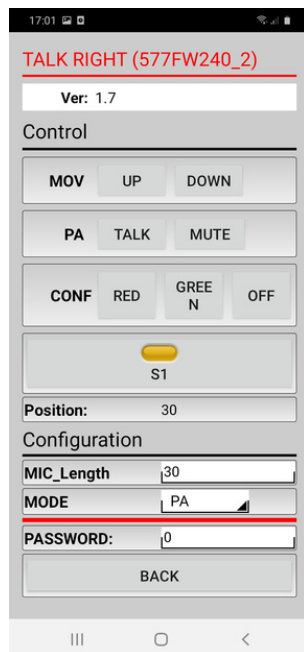 17:01
TALK RIGHT (577FW240_2)
Ver: 1.7
Control
MOV UP DOWN
PA TALK MUTE
CONF RED GREE
N OFF
S1
Position: 30
Configuration
MIC_Length 30
MODE PA
PASSWORD: 0
BACK